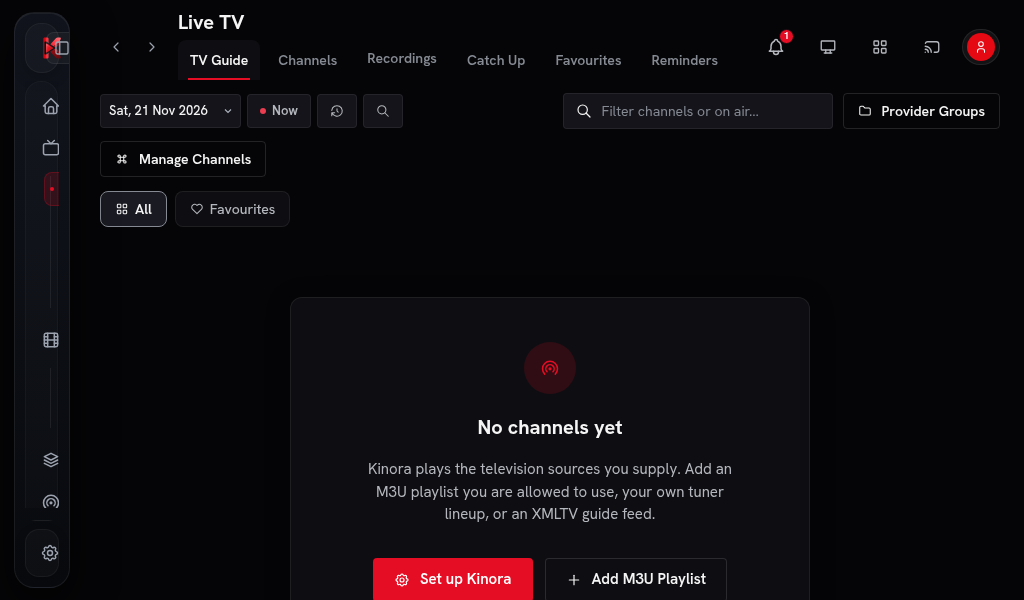 Live TV
1
TV Guide
Channels
Recordings
Catch Up
Favourites
Reminders
Sat, 21 Nov 2026
Now
Filter channels or on air...
Provider Groups
Manage Channels
All
Favourites
No channels yet
Kinora plays the television sources you supply. Add an
M3U playlist you are allowed to use, your own tuner
lineup, or an XMLTV guide feed.
Set up Kinora
Add M3U Playlist